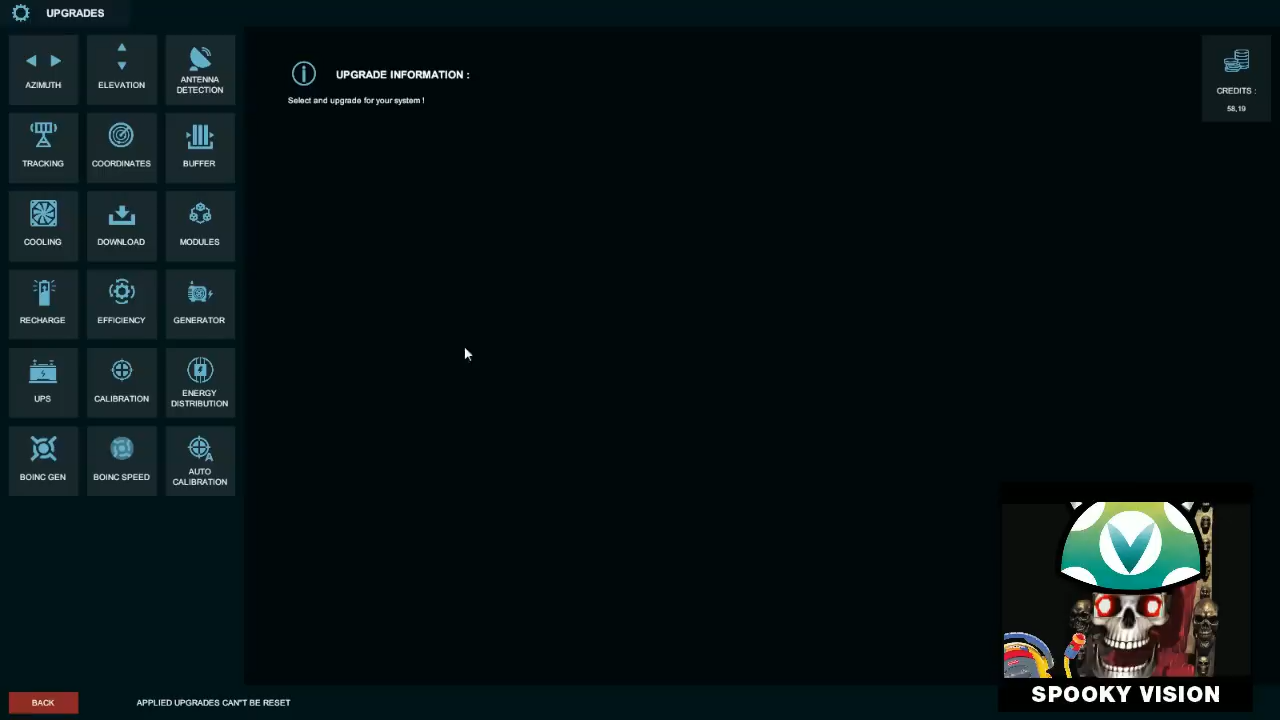 UPGRADES
AZIMUTH
ELEVATION
ANTENNA
DETECTION
TRACKING
COORDINATES
BUFFER
COOLING
DOWNLOAD
MODULES
RECHARGE
EFFICIENCY
GENERATOR
UPS
CALIBRATION
ENERGY
DISTRIBUTION
BOINC GEN
BOINC SPEED
AUTO
CALIBRATION
UPGRADE INFORMATION :
Select and upgrade for your system !
CREDITS :
58,19
V
SPOOKY VISION
BACK
APPLIED UPGRADES CAN"T BE RESET